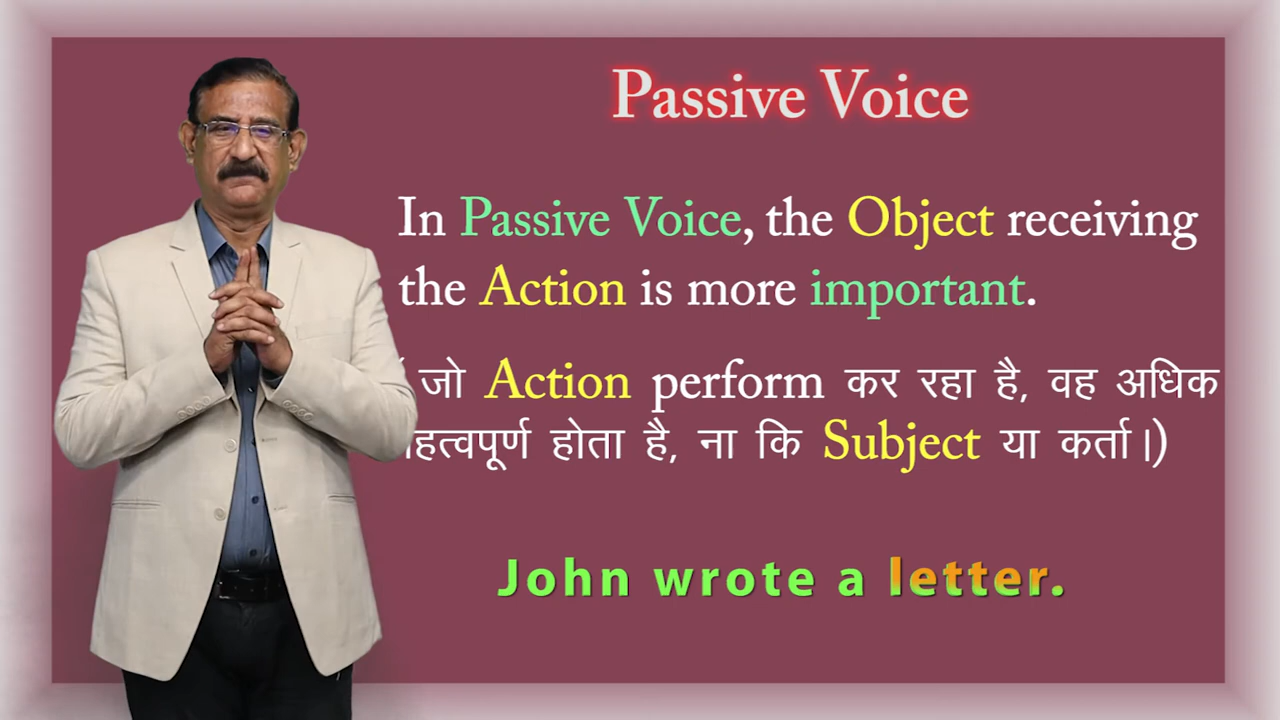 Passive Voice
In Passive Voice, the Object receiving
the Action is more important.
जो Action perform कर रहा है, वह अधिक
होता है, ना कि Subject या कर्ता।)
John wrote a letter.